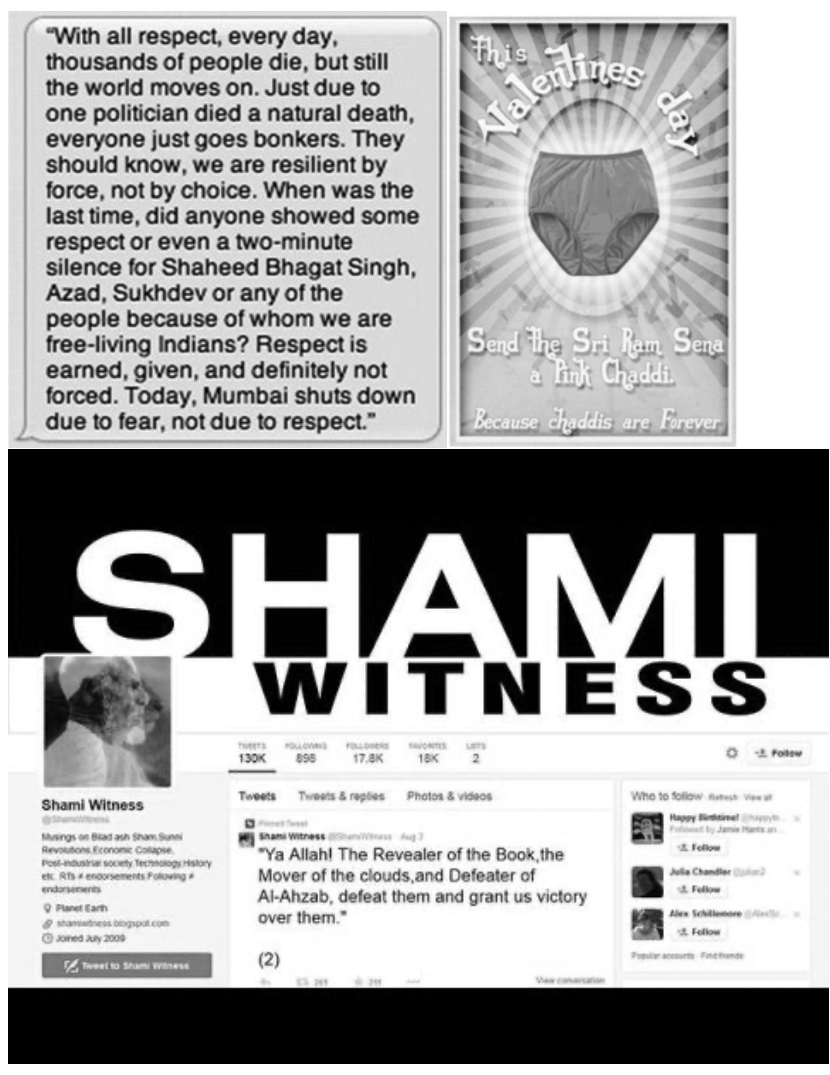 “With all respect, every day,
thousands of people die, but still
the world moves on. Just due to
one politician died a natural death,
everyone just goes bonkers. They
should know, we are resilient by
force, not by choice. When was the
last time, did anyone showed some
respect or even a two-minute
silence for Shaheed Bhagat Singh,
Azad, Sukhdev or any of the
people because of whom we are
free-living Indians? Respect is
earned, given, and definitely not
forced. Today, Mumbai shuts down
due to fear, not due to respect.”
This
Valentines day
Send the Sri Ram Sena
a Pink Chaddi.
Because chaddis are Forever
SHAMI
WITNESS
TWEETS FOLLOWING FOLLOWERS FAVORITES LISTS
130K 898 17.8K 18K 2
Follow
Shami Witness
@ShamiWitness
Musings on Bilad ash Sham,Sunni
Revolutions,Economic Collapse,
Post-industrial society,Technology,History
etc. RTs ≠ endorsements.Following ≠
endorsements
Planet Earth
shamiwitness.blogspot.com
Joined July 2009
Tweet to Shami Witness
Tweets Tweets & replies Photos & videos
Pinned Tweet
Shami Witness @ShamiWitness Aug 3
"Ya Allah! The Revealer of the Book,the
Mover of the clouds,and Defeater of
Al-Ahzab, defeat them and grant us victory
over them."
(2)
View conversation
Who to follow Refresh View all
Happy Birthtime!
Followed by Jamie Harris an...
Follow
Julia Chandler
Follow
Alex Schillemore
Follow
Popular accounts Find friends